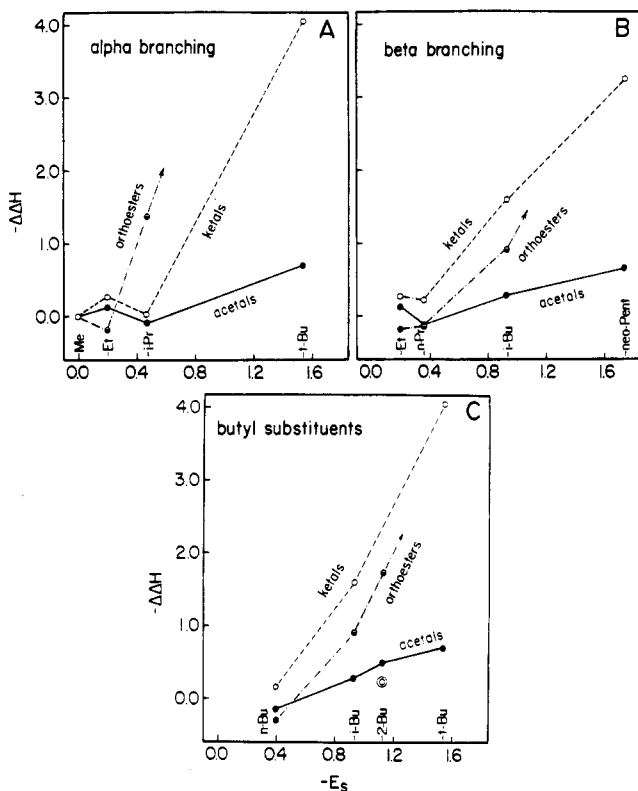 A
alpha branching
4.0
3.0
2.0
1.0
0.0
-ΔΔH
orthoesters
ketals
acetals
-Me
-Et
-i-Pr
-t-Bu
0.0 0.4 0.8 1.2 1.6
B
beta branching
ketals
orthoesters
acetals
-Et
-n-Pr
-i-Bu
-neo-Pent
0.0 0.4 0.8 1.2 1.6
C
butyl substituents
4.0
3.0
2.0
1.0
0.0
-ΔΔH
ketals
orthoesters
acetals
©
n-Bu
-i-Bu
-2-Bu
-t-Bu
0.0 0.4 0.8 1.2 1.6
-Es